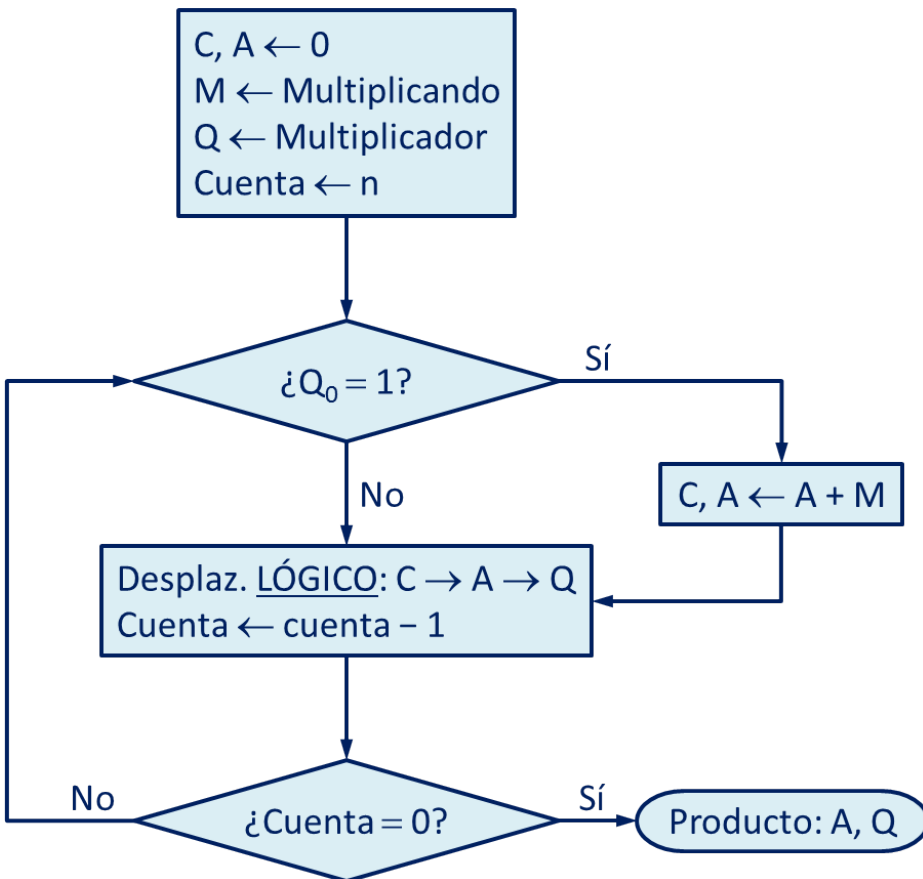 C, A ← 0
M ← Multiplicando
Q ← Multiplicador
Cuenta ← n
¿Q₀ = 1?
Sí
No
C, A ← A + M
Desplaz. LÓGICO: C → A → Q
Cuenta ← cuenta − 1
No
¿Cuenta = 0?
Sí
Producto: A, Q